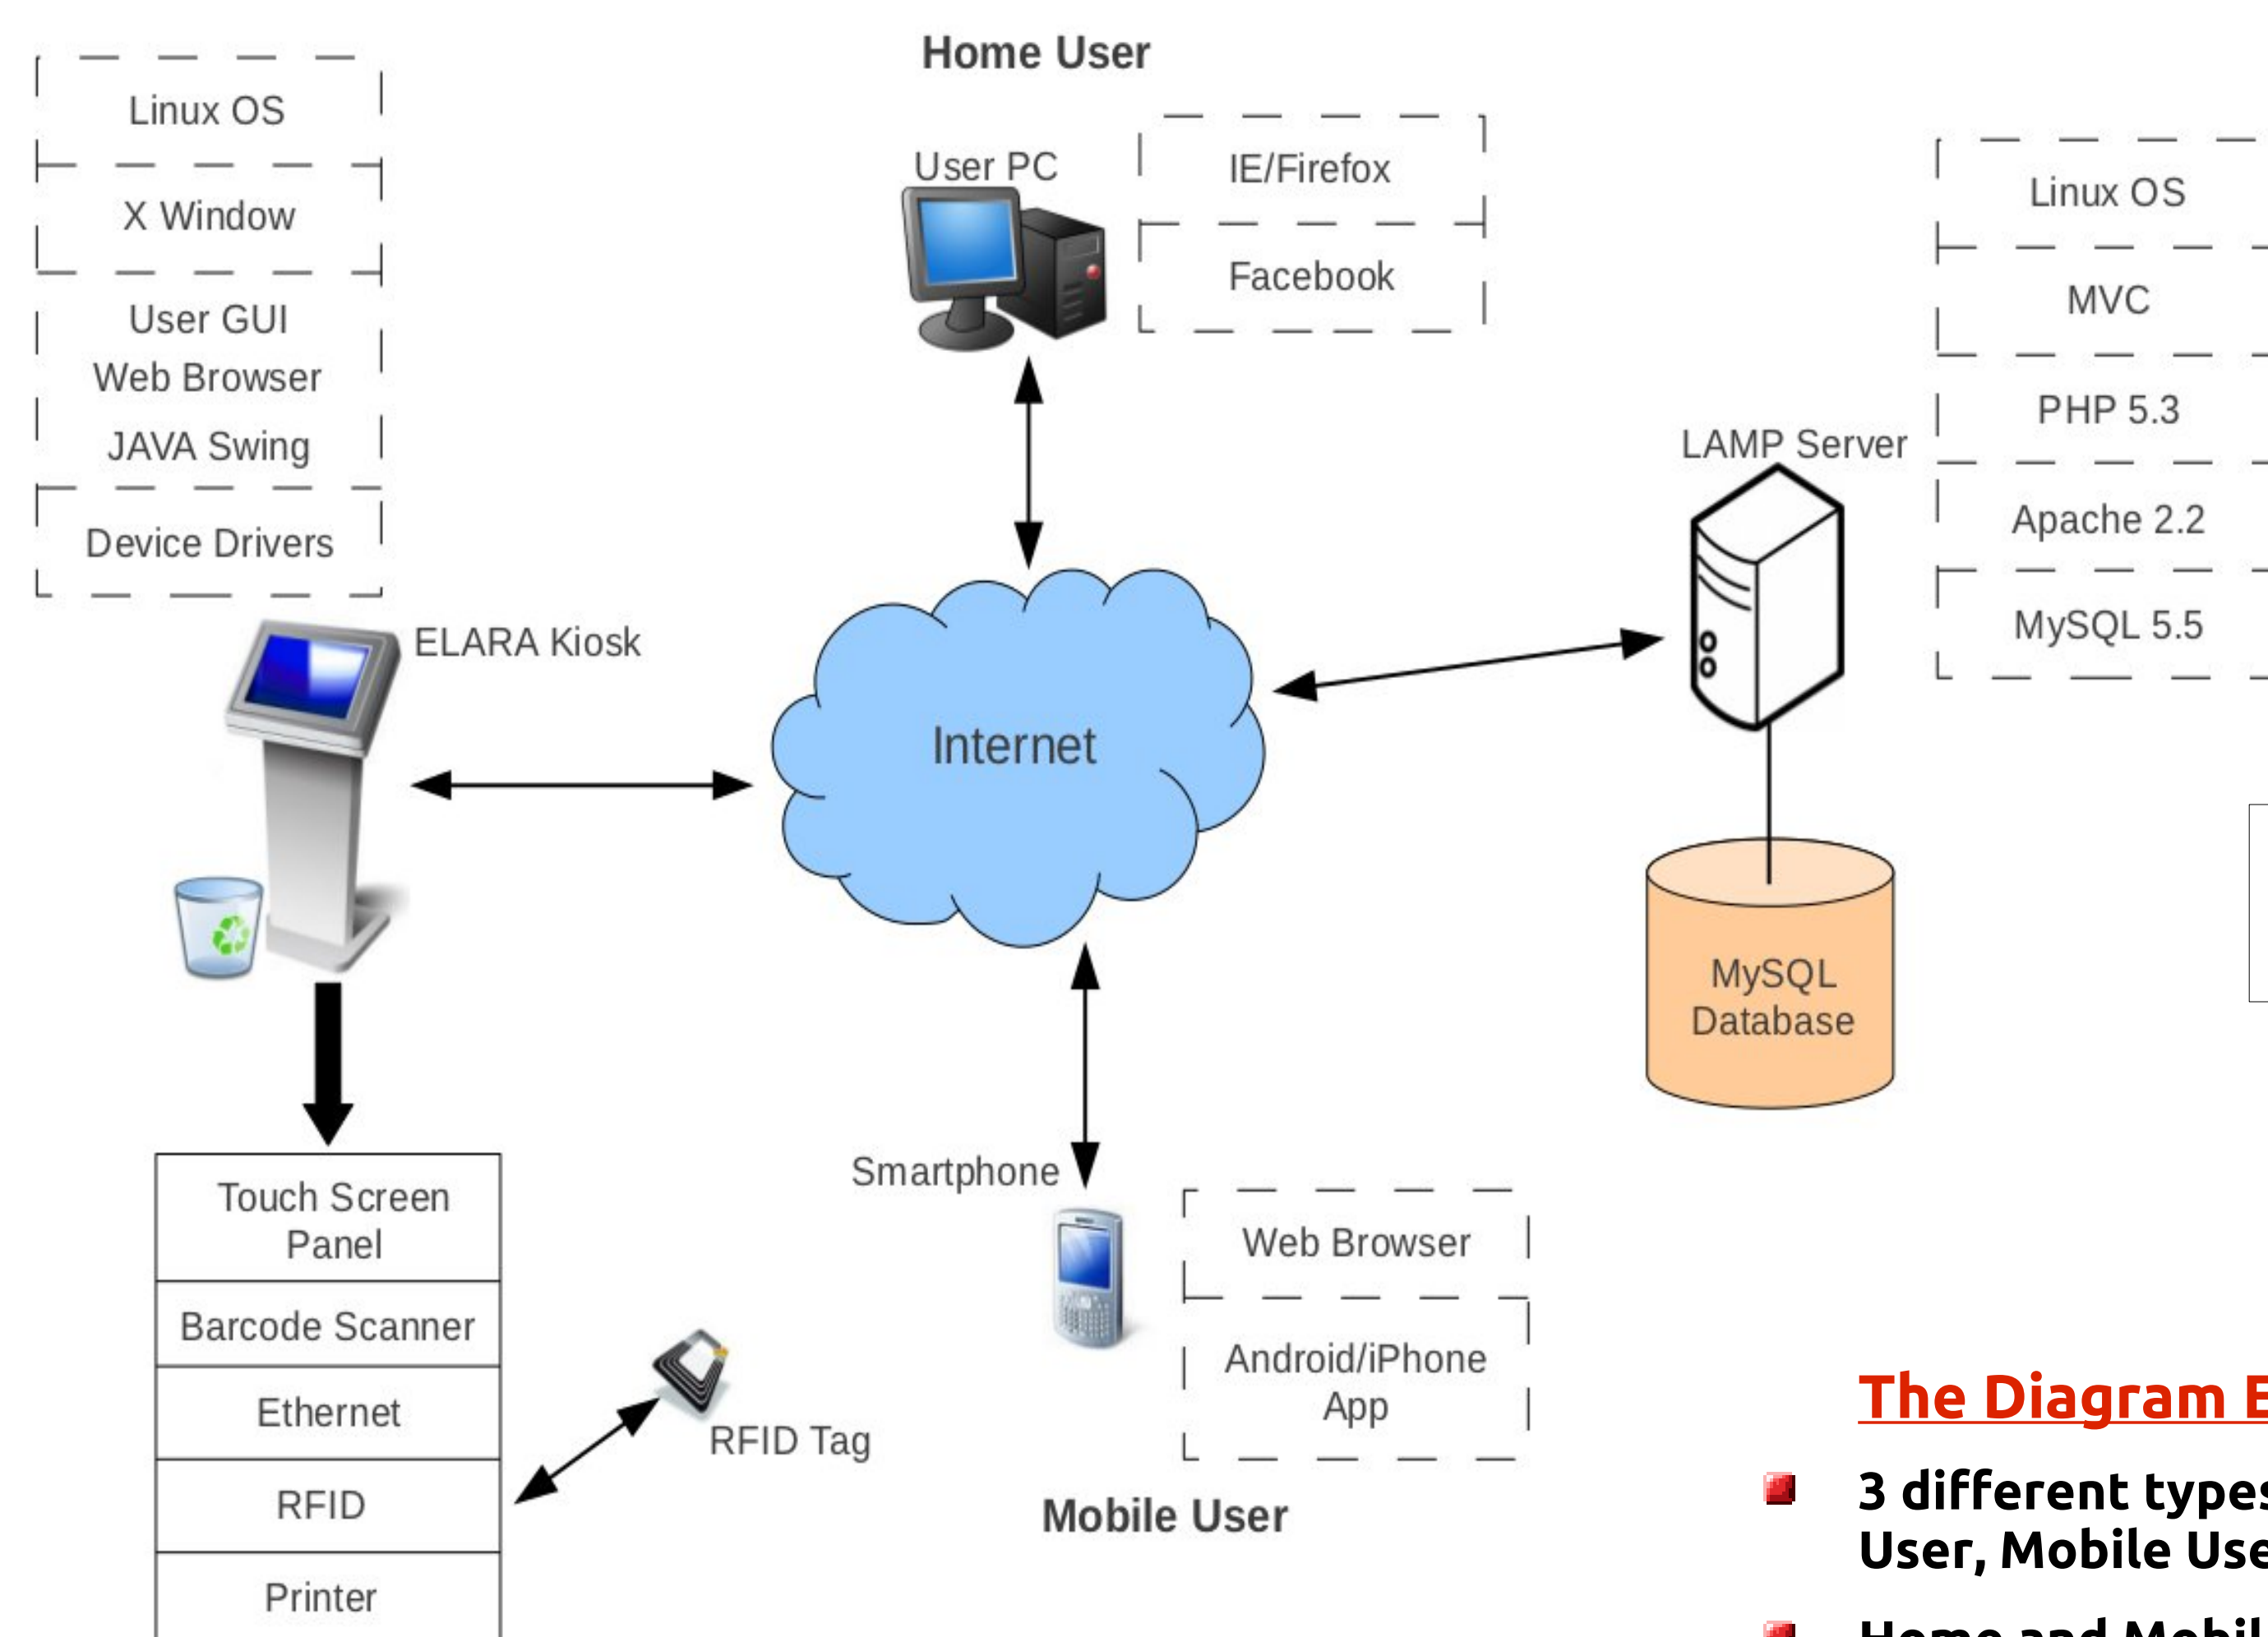 Home User
Linux OS
X Window
User GUI
Web Browser
JAVA Swing
Device Drivers
User PC
IE/Firefox
Facebook
Linux OS
MVC
PHP 5.3
Apache 2.2
MySQL 5.5
LAMP Server
ELARA Kiosk
Internet
MySQL
Database
Touch Screen
Panel
Barcode Scanner
Ethernet
RFID
Printer
RFID Tag
Smartphone
Web Browser
Android/iPhone
App
Mobile User
The Diagram
3 different types
User, Mobile
Home and